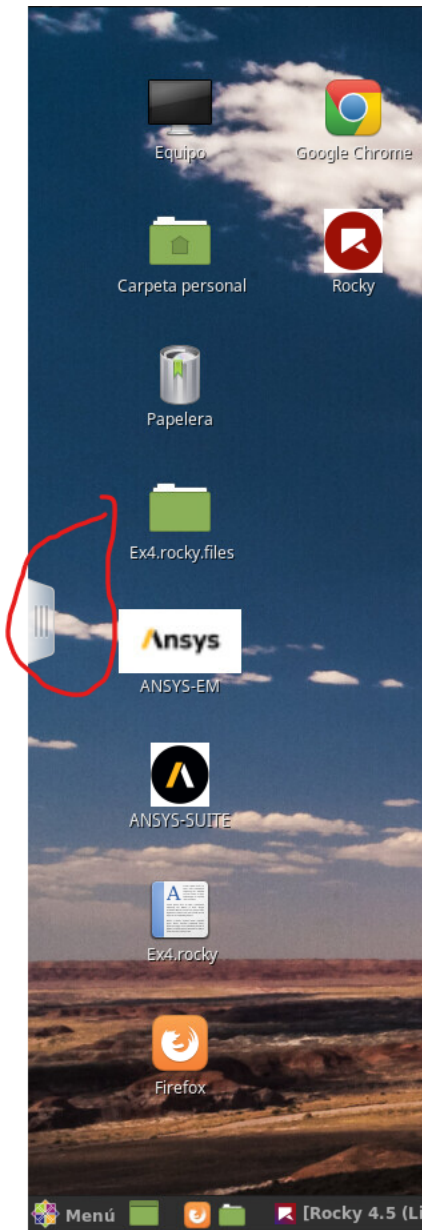 Equipo
Google Chrome
Carpeta personal
Rocky
Papelera
Ex4.rocky.files
Ansys
ANSYS-EM
ANSYS-SUITE
A
Ex4.rocky
Firefox
Menú
[Rocky 4.5 (Li